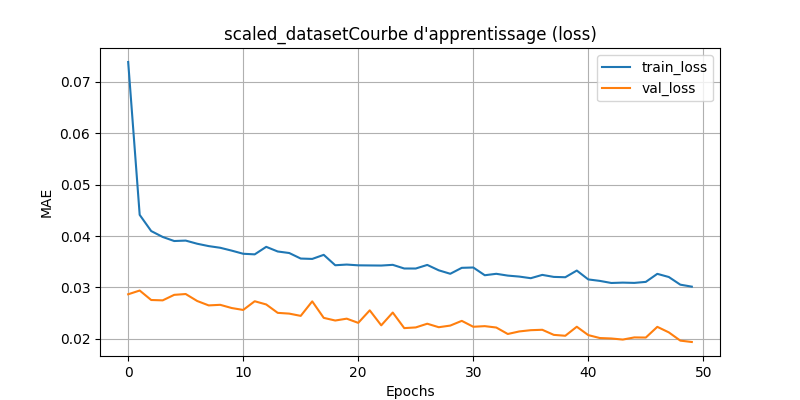 scaled_datasetCourbe d'apprentissage (loss)
train_loss
val_loss
0.07
0.06
0.05
0.04
0.03
0.02
MAE
0 10 20 30 40 50
Epochs